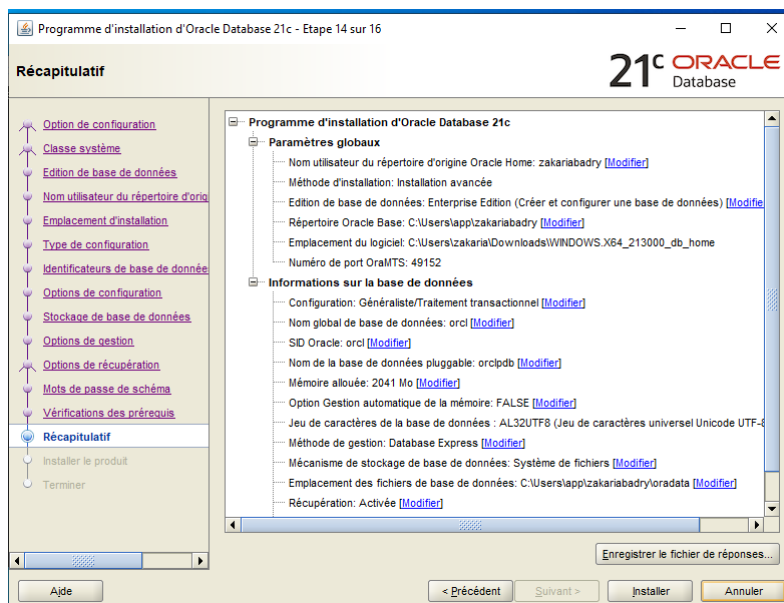 Programme d'installation d'Oracle Database 21c - Etape 14 sur 16
Récapitulatif
21c ORACLE
Database
Option de configuration
Classe système
Edition de base de données
Nom utilisateur du répertoire d'orig
Emplacement d'installation
Type de configuration
Identificateurs de base de donnée
Options de configuration
Stockage de base de données
Options de gestion
Options de récupération
Mots de passe de schéma
Vérifications des prérequis
Récapitulatif
Installer le produit
Terminer
Programme d'installation d'Oracle Database 21c
Paramètres globaux
Nom utilisateur du répertoire d'origine Oracle Home: zakariabadry [Modifier]
Méthode d'installation: Installation avancée
Edition de base de données: Enterprise Edition (Créer et configurer une base de données) [Modifie
Répertoire Oracle Base: C:\Users\app\zakariabadry [Modifier]
Emplacement du logiciel: C:\Users\zakaria\Downloads\WINDOWS.X64_213000_db_home
Numéro de port OraMTS: 49152
Informations sur la base de données
Configuration: Généraliste/Traitement transactionnel [Modifier]
Nom global de base de données: orcl [Modifier]
SID Oracle: orcl [Modifier]
Nom de la base de données pluggable: orclpdb [Modifier]
Mémoire allouée: 2041 Mo [Modifier]
Option Gestion automatique de la mémoire: FALSE [Modifier]
Jeu de caractères de la base de données : AL32UTF8 (Jeu de caractères universel Unicode UTF-8
Méthode de gestion: Database Express [Modifier]
Mécanisme de stockage de base de données: Système de fichiers [Modifier]
Emplacement des fichiers de base de données: C:\Users\app\zakariabadry\oradata [Modifier]
Récupération: Activée [Modifier]
Enregistrer le fichier de réponses...
Aide
< Précédent
Suivant >
Installer
Annuler